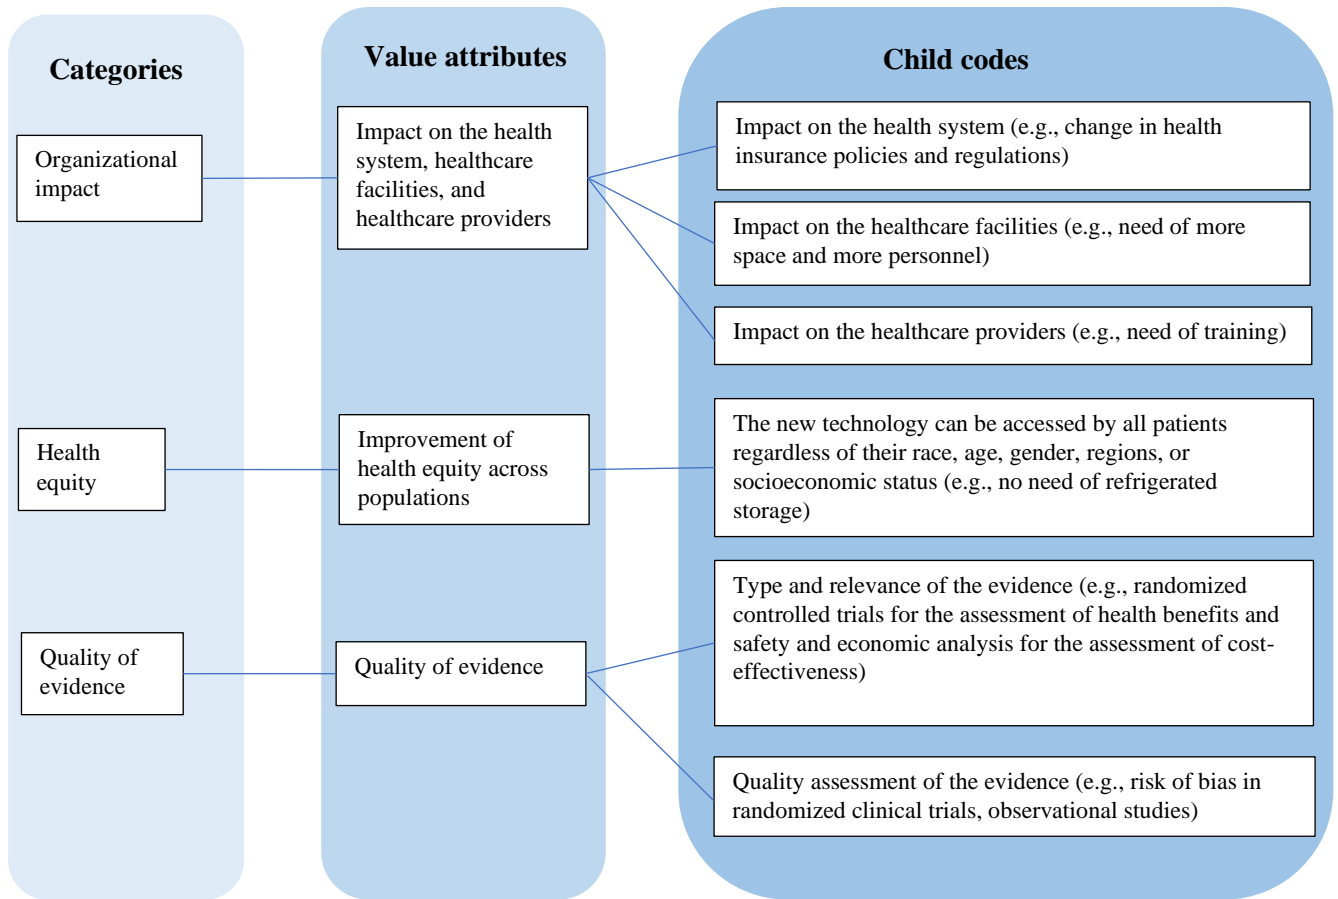 Categories
Value attributes
Child codes
Organizational
impact
Impact on the health
system, healthcare
facilities, and
healthcare providers
Impact on the health system (e.g., change in health
insurance policies and regulations)
Impact on the healthcare facilities (e.g., need of more
space and more personnel)
Impact on the healthcare providers (e.g., need of training)
Health
equity
Improvement of
health equity across
populations
The new technology can be accessed by all patients
regardless of their race, age, gender, regions, or
socioeconomic status (e.g., no need of refrigerated
storage)
Quality of
evidence
Quality of evidence
Type and relevance of the evidence (e.g., randomized
controlled trials for the assessment of health benefits and
safety and economic analysis for the assessment of cost-
effectiveness)
Quality assessment of the evidence (e.g., risk of bias in
randomized clinical trials, observational studies)